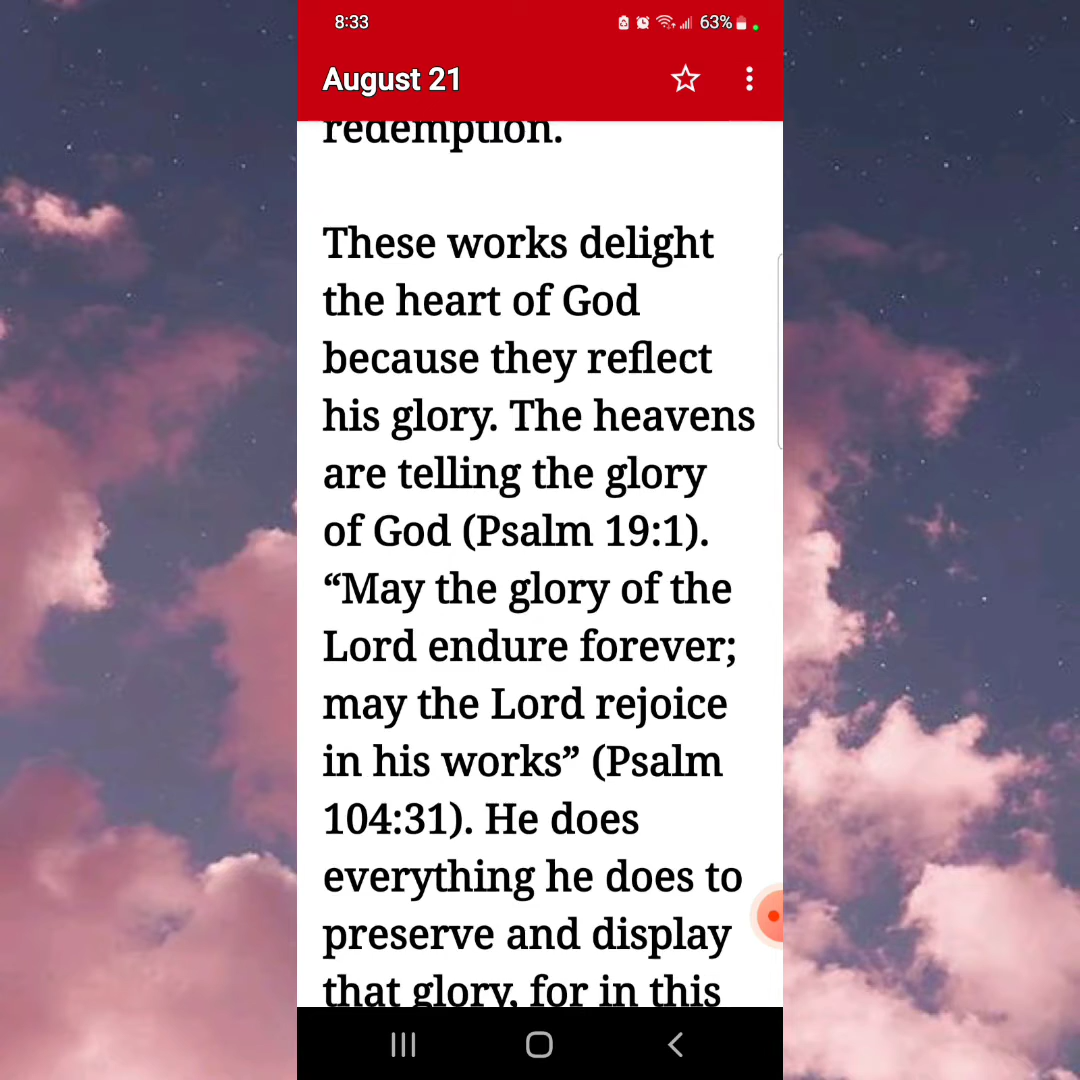 8:33
63%
August 21
redemption.
These works delight
the heart of God
because they reflect
his glory. The heavens
are telling the glory
of God (Psalm 19:1).
“May the glory of the
Lord endure forever;
may the Lord rejoice
in his works” (Psalm
104:31). He does
everything he does to
preserve and display
that glory, for in this